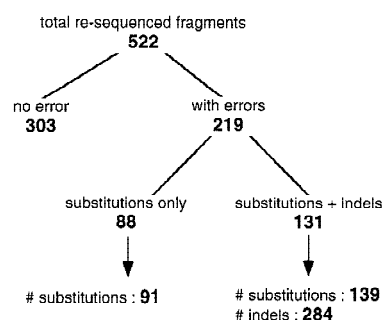 total re-sequenced fragments
522
no error
303
with errors
219
substitutions only
88
substitutions + indels
131
# substitutions : 91
# substitutions : 139
# indels : 284